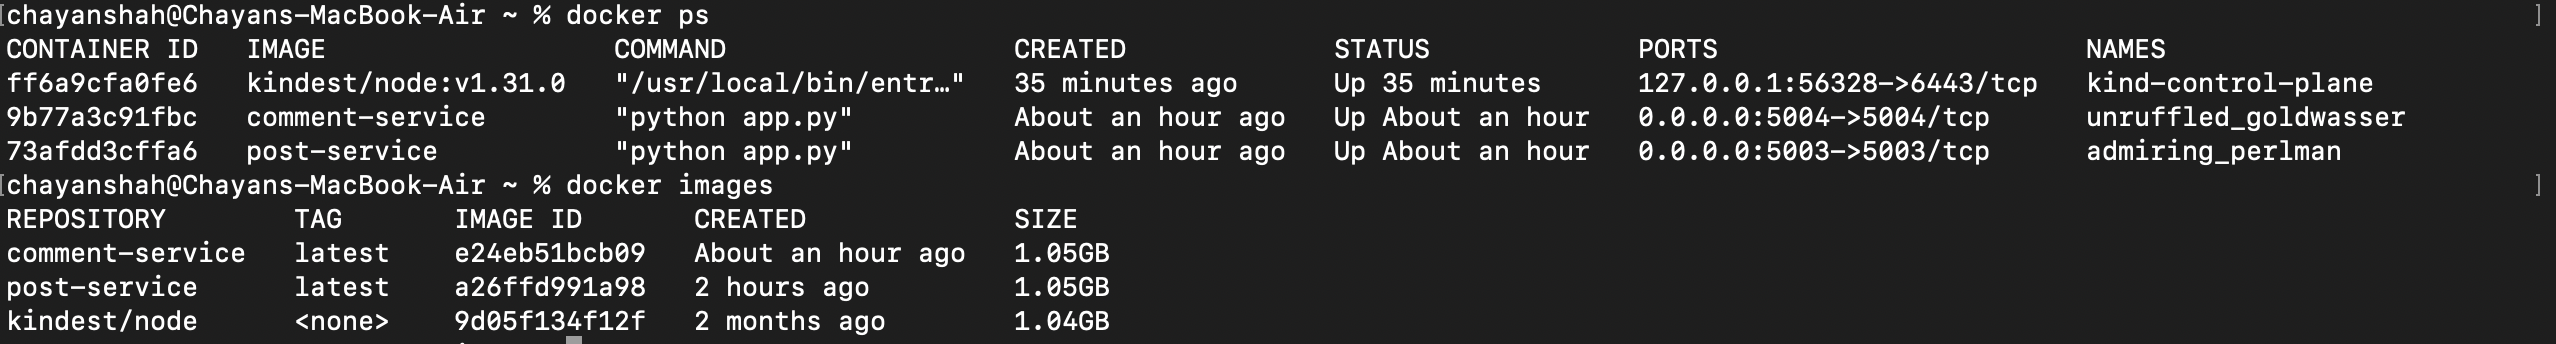 [chayanshah@Chayans-MacBook-Air ~ % docker ps ]
CONTAINER ID IMAGE COMMAND CREATED STATUS PORTS NAMES
ff6a9cfa0fe6 kindest/node:v1.31.0 "/usr/local/bin/entr…" 35 minutes ago Up 35 minutes 127.0.0.1:56328->6443/tcp kind-control-plane
9b77a3c91fbc comment-service "python app.py" About an hour ago Up About an hour 0.0.0.0:5004->5004/tcp unruffled_goldwasser
73afdd3cffa6 post-service "python app.py" About an hour ago Up About an hour 0.0.0.0:5003->5003/tcp admiring_perlman
[chayanshah@Chayans-MacBook-Air ~ % docker images ]
REPOSITORY TAG IMAGE ID CREATED SIZE
comment-service latest e24eb51bcb09 About an hour ago 1.05GB
post-service latest a26ffd991a98 2 hours ago 1.05GB
kindest/node <none> 9d05f134f12f 2 months ago 1.04GB